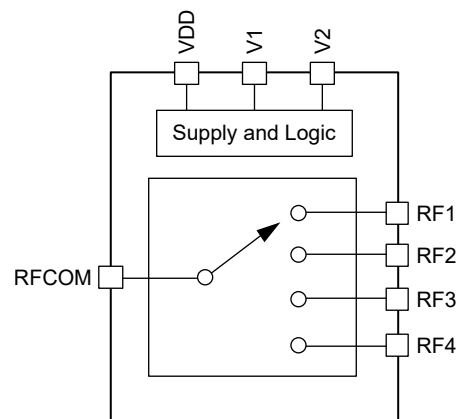 VDD
V1
V2
Supply and Logic
RFCOM
RF1
RF2
RF3
RF4